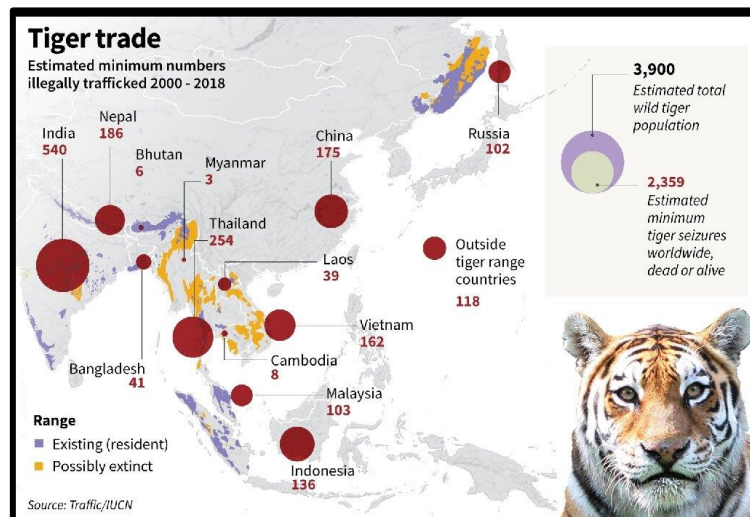 Tiger trade
Estimated minimum numbers
illegally trafficked 2000 - 2018
India
540
Nepal
186
Bhutan
6
Myanmar
3
Thailand
254
China
175
Russia
102
Laos
39
Outside
tiger range
countries
118
Vietnam
162
Bangladesh
41
Cambodia
8
Malaysia
103
Indonesia
136
3,900
Estimated total
wild tiger
population
2,359
Estimated
minimum
tiger seizures
worldwide,
dead or alive
Range
Existing (resident)
Possibly extinct
Source: Traffic/IUCN